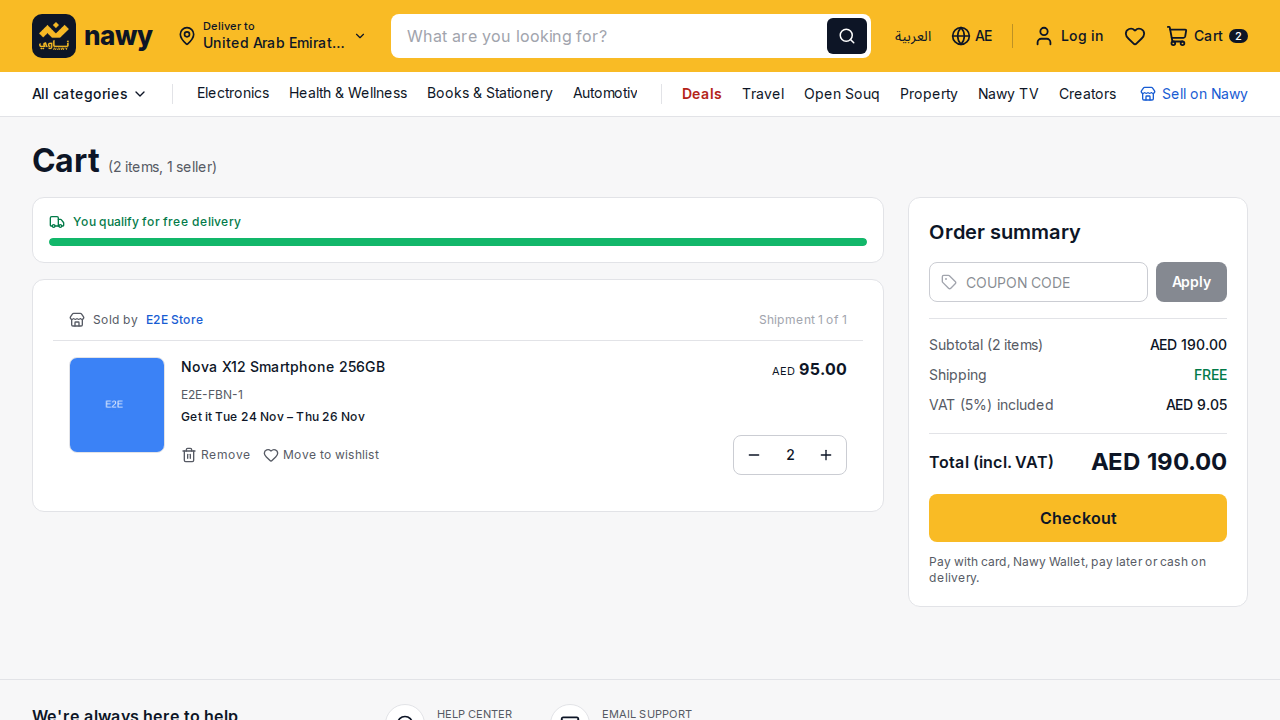 ناوي
NAWY
nawy
Deliver to
United Arab Emirat...
What are you looking for?
العربية
AE
Log in
Cart 2
All categories
Electronics
Health & Wellness
Books & Stationery
Automotiv
Deals
Travel
Open Souq
Property
Nawy TV
Creators
Sell on Nawy
Cart (2 items, 1 seller)
You qualify for free delivery
Sold by E2E Store
Shipment 1 of 1
E2E
Nova X12 Smartphone 256GB
AED 95.00
E2E-FBN-1
Get it Tue 24 Nov – Thu 26 Nov
Remove
Move to wishlist
2
Order summary
COUPON CODE
Apply
Subtotal (2 items) AED 190.00
Shipping FREE
VAT (5%) included AED 9.05
Total (incl. VAT) AED 190.00
Checkout
Pay with card, Nawy Wallet, pay later or cash on
delivery.
We're always here to help
HELP CENTER
EMAIL SUPPORT